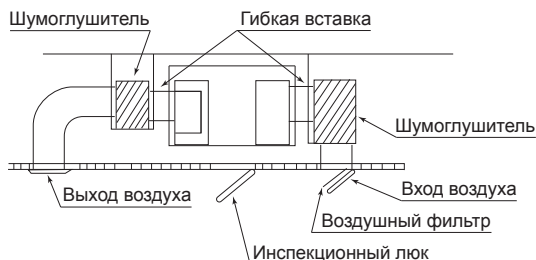 Шумоглушитель
Гибкая вставка
Шумоглушитель
Выход воздуха
Вход воздуха
Воздушный фильтр
Инспекционный люк